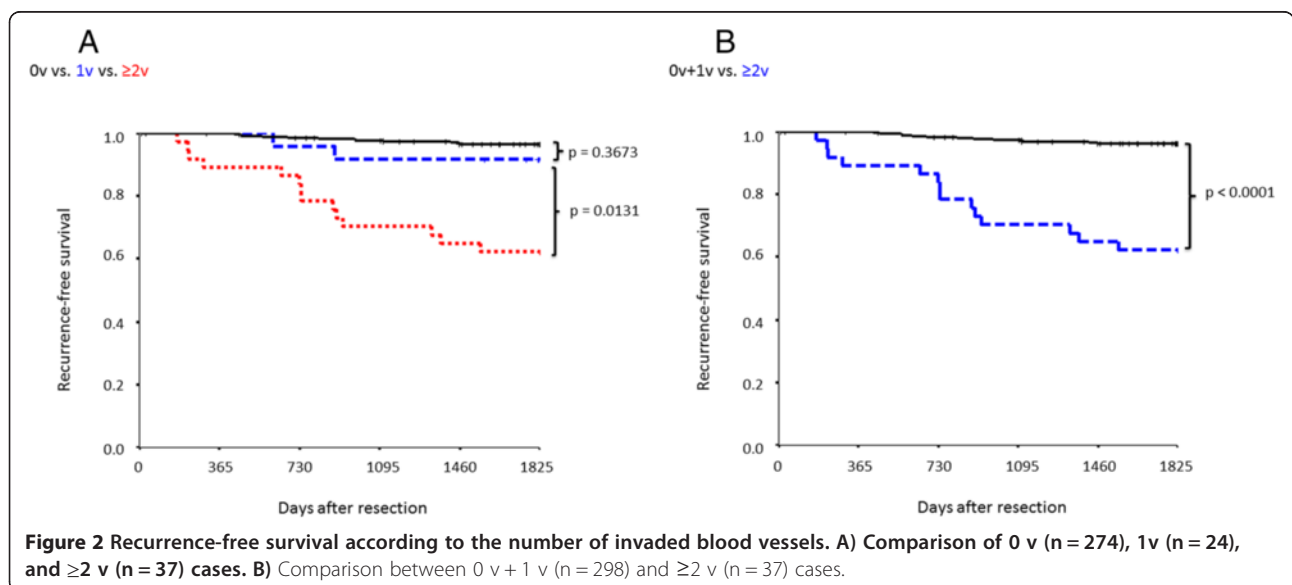 A
0v vs. 1v vs. ≥2v
1.0
0.8
0.6
0.4
0.2
0.0
Recurrence-free survival
0 365 730 1095 1460 1825
Days after resection
p = 0.3673
p = 0.0131
B
0v+1v vs. ≥2v
1.0
0.8
0.6
0.4
0.2
0.0
Recurrence-free survival
0 365 730 1095 1460 1825
Days after resection
p < 0.0001
Figure 2 Recurrence-free survival according to the number of invaded blood vessels. A) Comparison of 0 v (n = 274), 1v (n = 24),
and ≥2 v (n = 37) cases. B) Comparison between 0 v + 1 v (n = 298) and ≥2 v (n = 37) cases.